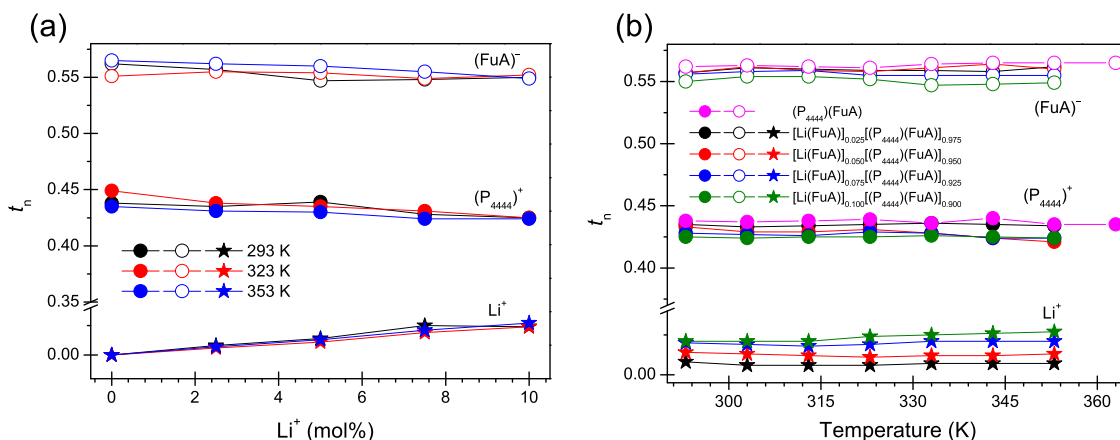 (a)
(FuA)⁻
(P₄₄₄₄)⁺
293 K
323 K
353 K
Li⁺
0.55
0.50
0.45
0.40
0.35
0.00
tₙ
0 2 4 6 8 10
Li⁺ (mol%)
(b)
(FuA)⁻
(P₄₄₄₄)(FuA)
[Li(FuA)]₀.₀₂₅[(P₄₄₄₄)(FuA)]₀.₉₇₅
[Li(FuA)]₀.₀₅₀[(P₄₄₄₄)(FuA)]₀.₉₅₀
[Li(FuA)]₀.₀₇₅[(P₄₄₄₄)(FuA)]₀.₉₂₅
[Li(FuA)]₀.₁₀₀[(P₄₄₄₄)(FuA)]₀.₉₀₀
(P₄₄₄₄)⁺
Li⁺
0.60
0.55
0.50
0.45
0.40
0.00
tₙ
300 315 330 345 360
Temperature (K)